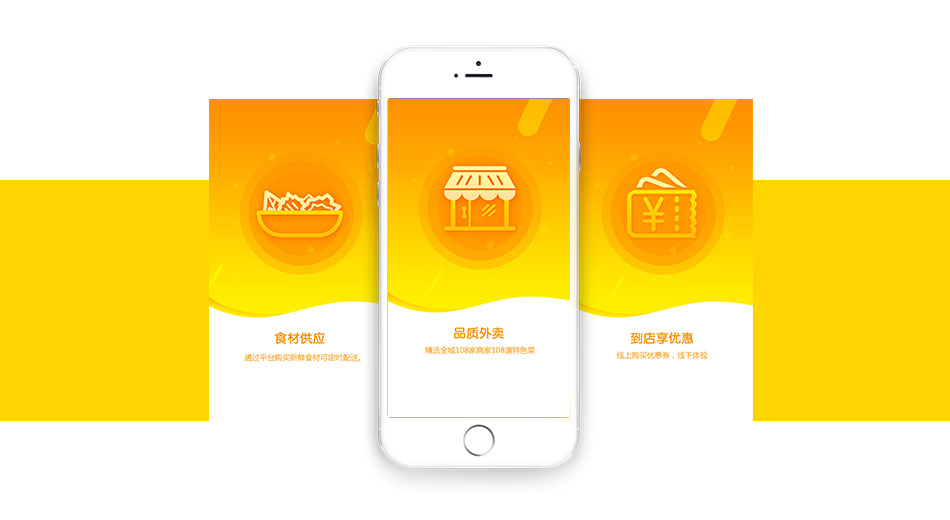 食材供应
通过平台购买新鲜食材可定时配送。
品质外卖
精选全城108家商家108道特色菜
到店享优惠
线上购买优惠券，线下体验
¥